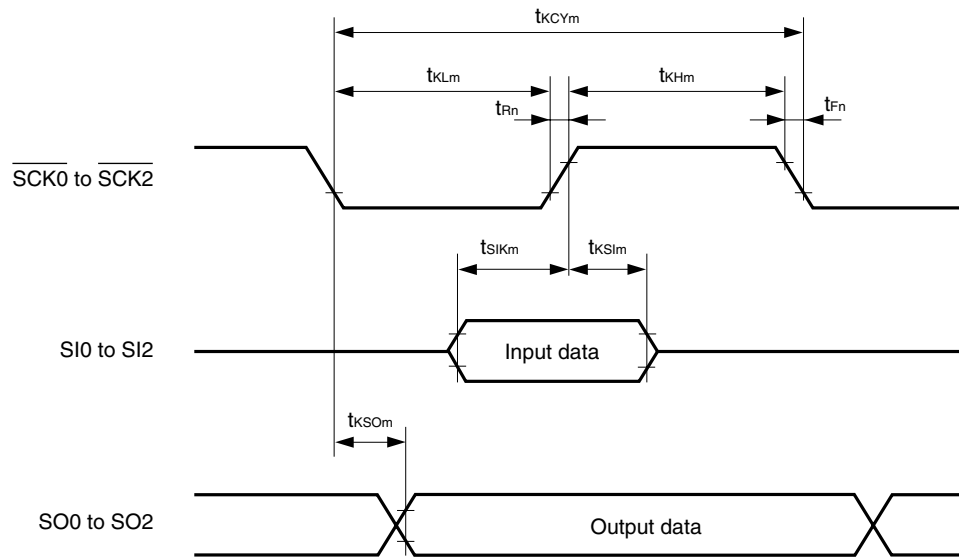 tKCYm
tKLm
tKHm
tRn
tFn
SCK0 to SCK2
tSIKm
tKSIm
SI0 to SI2
Input data
tKSOm
SO0 to SO2
Output data